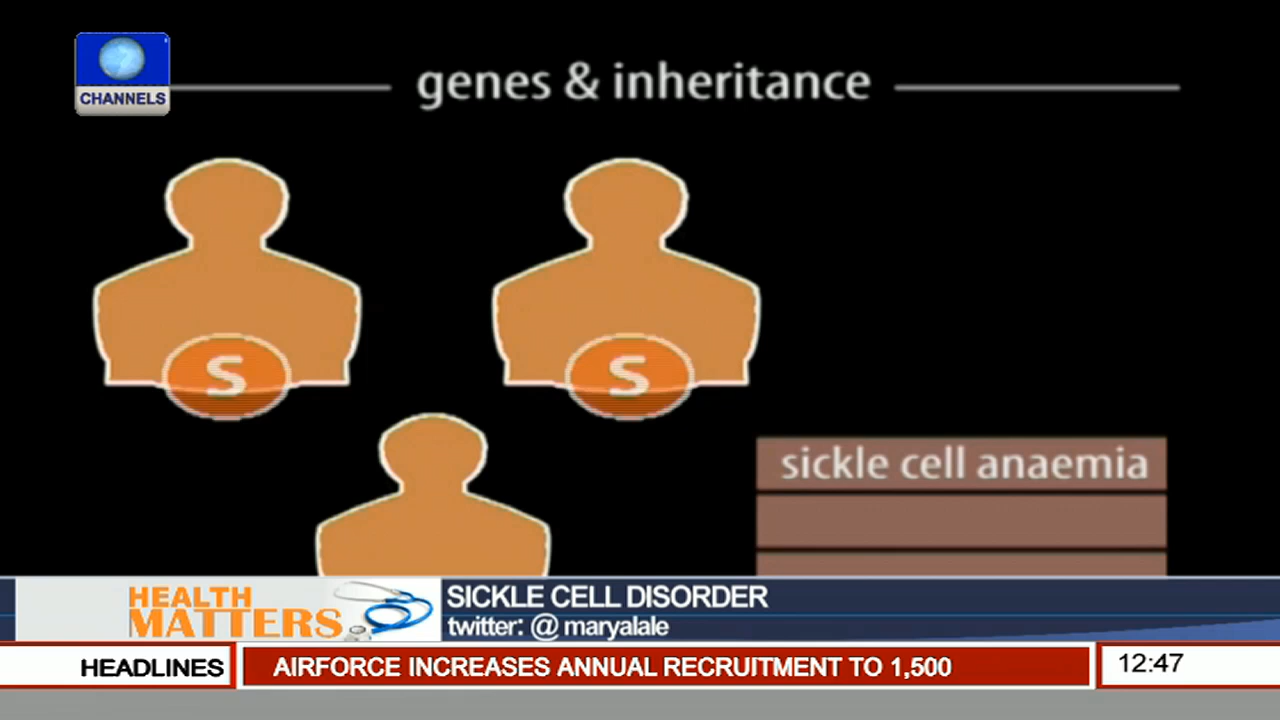 genes & inheritance
CHANNELS
S
S
sickle cell anaemia
HEALTH
MATTERS
SICKLE CELL DISORDER
twitter: @ maryalale
HEADLINES
AIRFORCE INCREASES ANNUAL RECRUITMENT TO 1,500
12:47